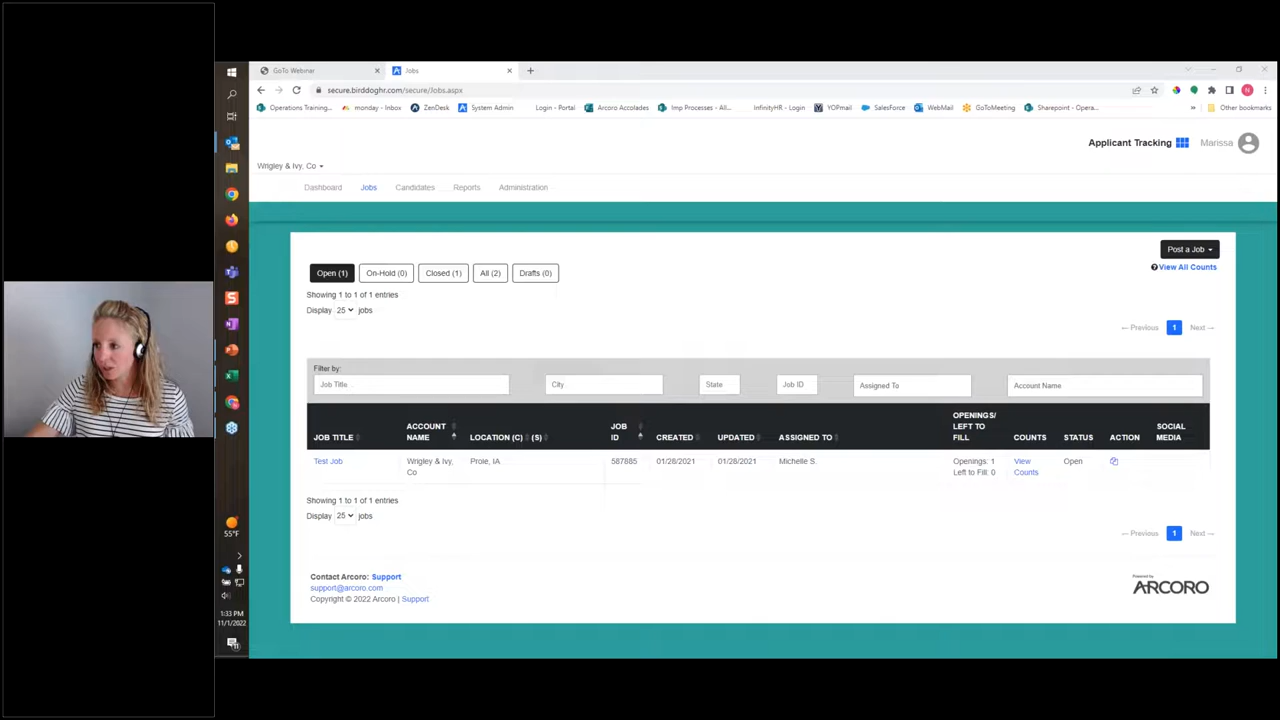 GoTo Webinar
Jobs
secure.birddoghr.com/secure/Jobs.aspx
Operations Training... monday - Inbox ZenDesk System Admin Login - Portal Arcoro Accolades Imp Processes - All... InfinityHR - Login YOPmail SalesForce WebMail GoToMeeting Sharepoint - Opera... » Other bookmarks
Applicant Tracking Marissa
Wrigley & Ivy, Co
Dashboard Jobs Candidates Reports Administration
Post a Job
View All Counts
Open (1) On-Hold (0) Closed (1) All (2) Drafts (0)
Showing 1 to 1 of 1 entries
Display 25 jobs
← Previous 1 Next →
Filter by:
Job Title City State Job ID Assigned To Account Name
JOB TITLE ACCOUNT NAME LOCATION (C) (S) JOB ID CREATED UPDATED ASSIGNED TO OPENINGS/ LEFT TO FILL COUNTS STATUS ACTION SOCIAL MEDIA
Test Job Wrigley & Ivy, Co Prole, IA 587885 01/28/2021 01/28/2021 Michelle S. Openings: 1 Left to Fill: 0 View Counts Open
Showing 1 to 1 of 1 entries
Display 25 jobs
← Previous 1 Next →
Contact Arcoro: Support
support@arcoro.com
Copyright © 2022 Arcoro | Support
Powered by
ARCORO
55°F
1:33 PM
11/1/2022